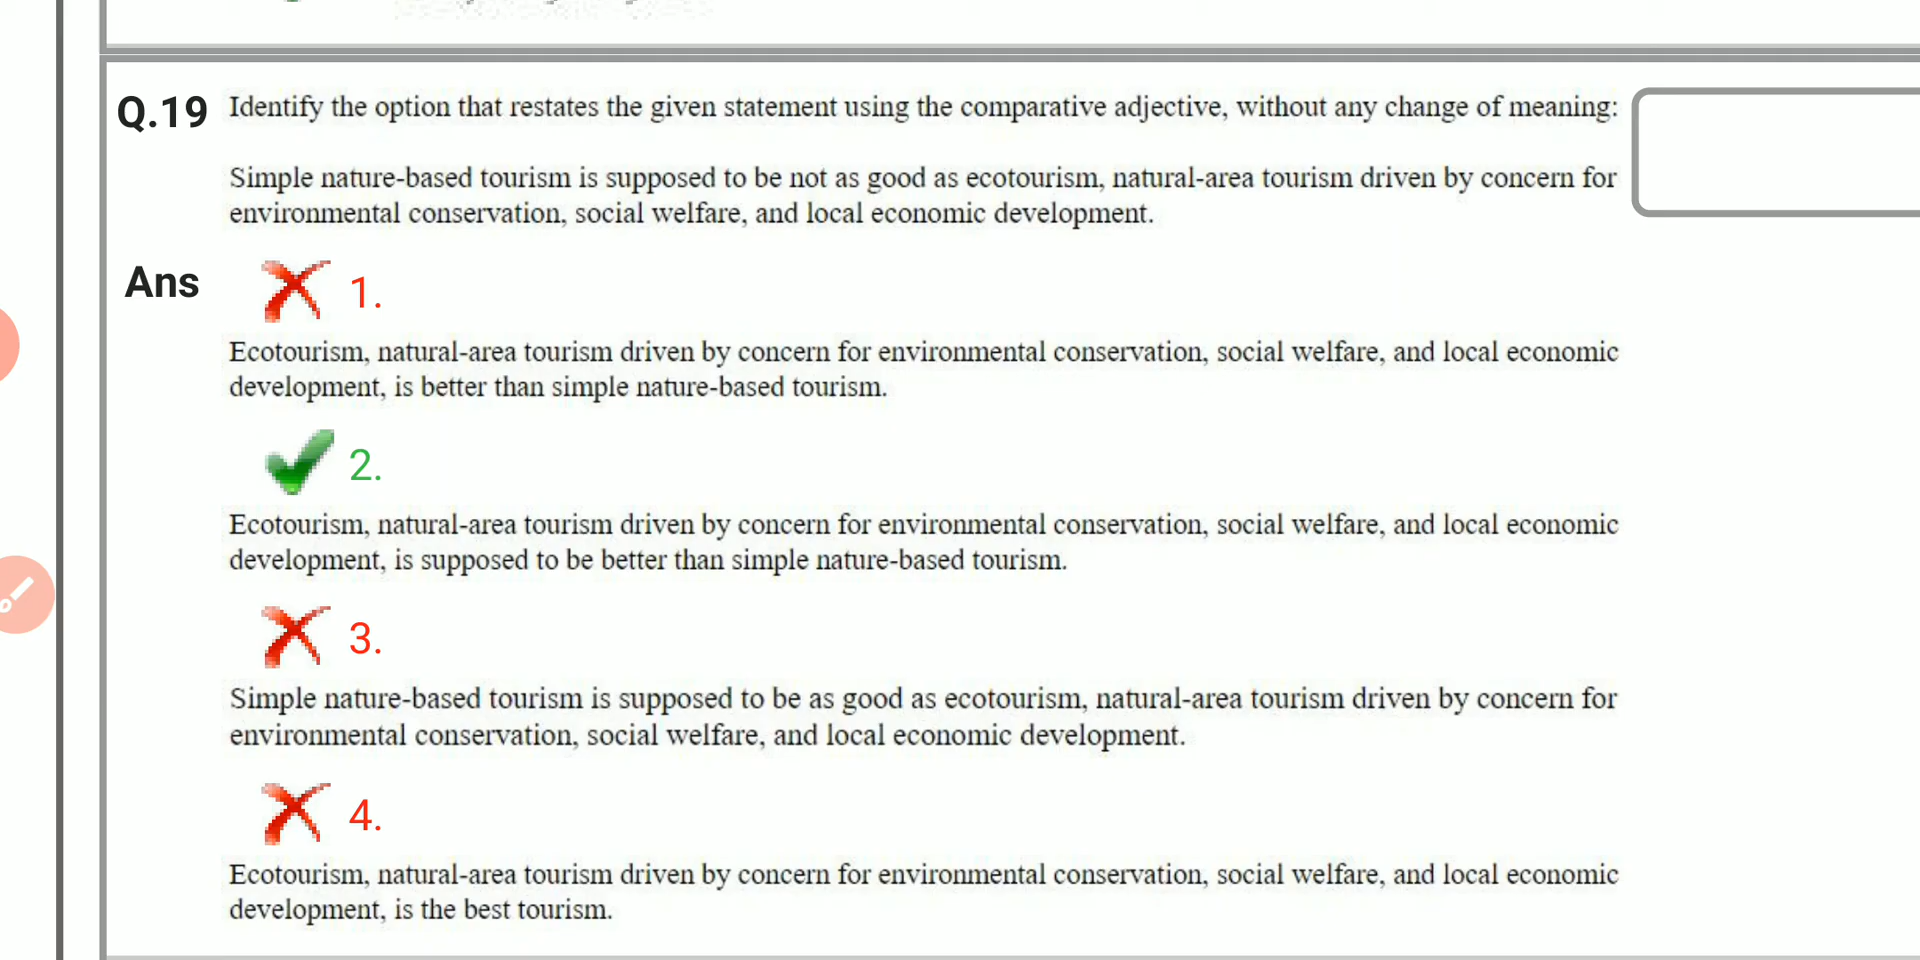 Q.19 Identify the option that restates the given statement using the comparative adjective, without any change of meaning:
Simple nature-based tourism is supposed to be not as good as ecotourism, natural-area tourism driven by concern for
environmental conservation, social welfare, and local economic development.
Ans 1.
Ecotourism, natural-area tourism driven by concern for environmental conservation, social welfare, and local economic
development, is better than simple nature-based tourism.
2.
Ecotourism, natural-area tourism driven by concern for environmental conservation, social welfare, and local economic
development, is supposed to be better than simple nature-based tourism.
3.
Simple nature-based tourism is supposed to be as good as ecotourism, natural-area tourism driven by concern for
environmental conservation, social welfare, and local economic development.
4.
Ecotourism, natural-area tourism driven by concern for environmental conservation, social welfare, and local economic
development, is the best tourism.